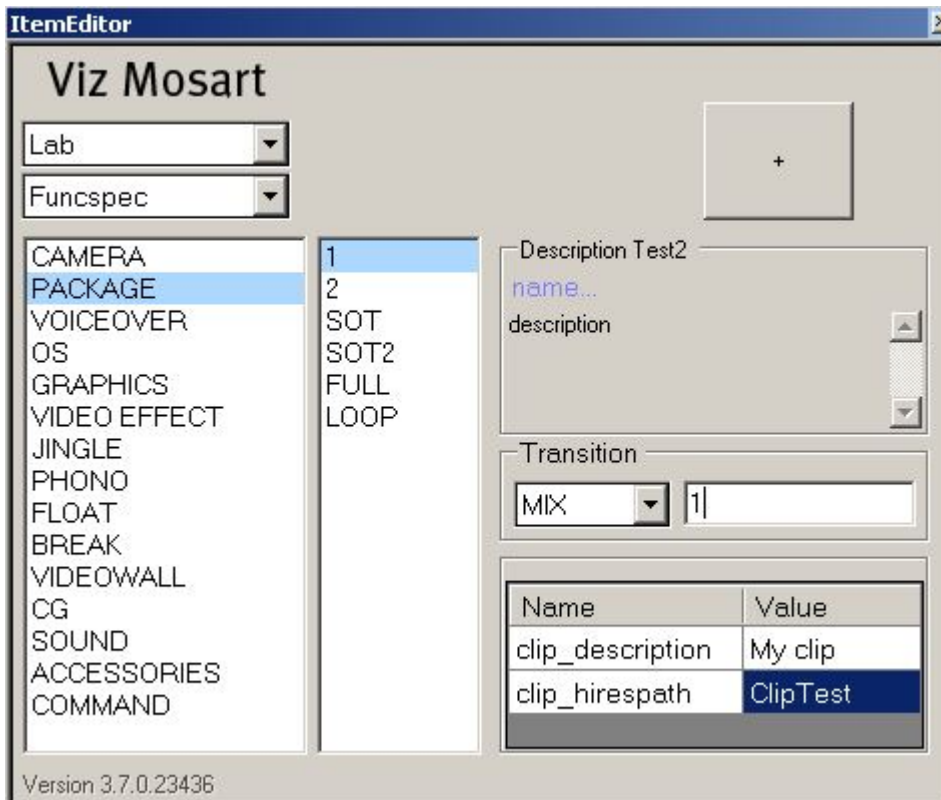 ItemEditor
Viz Mosart
Lab
Funcspec
+
CAMERA
PACKAGE
VOICEOVER
OS
GRAPHICS
VIDEO EFFECT
JINGLE
PHONO
FLOAT
BREAK
VIDEOWALL
CG
SOUND
ACCESSORIES
COMMAND
1
2
SOT
SOT2
FULL
LOOP
Description Test2
name...
description
Transition
MIX 1
Name Value
clip_description My clip
clip_hirespath ClipTest
Version 3.7.0.23436